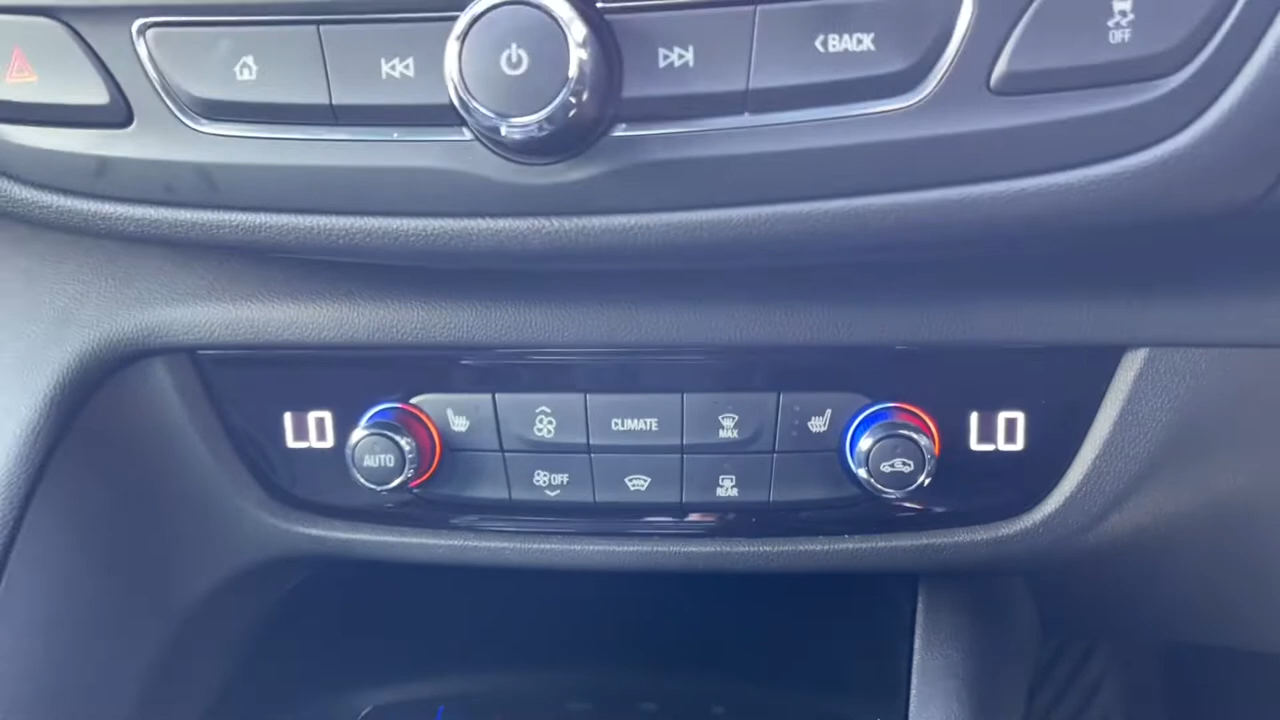 <BACK
OFF
LO
AUTO
CLIMATE
MAX
OFF
REAR
LO